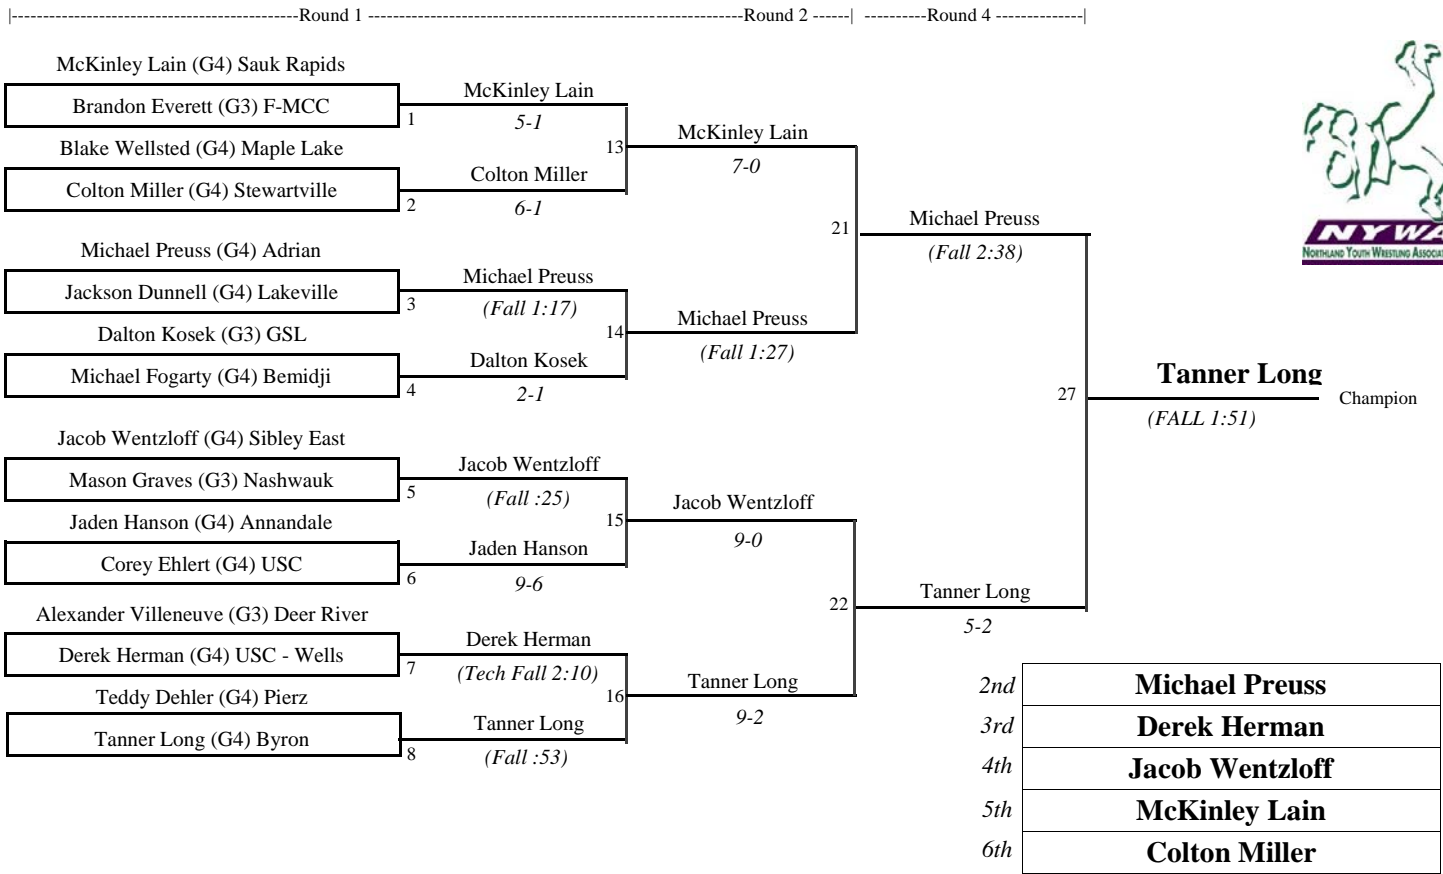 |----------------------------------------------Round 1 ------------------------------------------------------------Round 2 ------| ----------Round 4 --------------|
McKinley Lain (G4) Sauk Rapids
Brandon Everett (G3) F-MCC
1
McKinley Lain
5-1
Blake Wellsted (G4) Maple Lake
Colton Miller (G4) Stewartville
2
Colton Miller
6-1
13
McKinley Lain
7-0
Michael Preuss (G4) Adrian
Jackson Dunnell (G4) Lakeville
3
Michael Preuss
(Fall 1:17)
Dalton Kosek (G3) GSL
Michael Fogarty (G4) Bemidji
4
Dalton Kosek
2-1
14
Michael Preuss
(Fall 1:27)
21
Michael Preuss
(Fall 2:38)
Jacob Wentzloff (G4) Sibley East
Mason Graves (G3) Nashwauk
5
Jacob Wentzloff
(Fall :25)
Jaden Hanson (G4) Annandale
Corey Ehlert (G4) USC
6
Jaden Hanson
9-6
15
Jacob Wentzloff
9-0
Alexander Villeneuve (G3) Deer River
Derek Herman (G4) USC - Wells
7
Derek Herman
(Tech Fall 2:10)
Teddy Dehler (G4) Pierz
Tanner Long (G4) Byron
8
Tanner Long
(Fall :53)
16
Tanner Long
9-2
22
Tanner Long
5-2
27
Tanner Long
Champion
(FALL 1:51)
NYWA
NORTHLAND YOUTH WRESTLING
2nd Michael Preuss
3rd Derek Herman
4th Jacob Wentzloff
5th McKinley Lain
6th Colton Miller